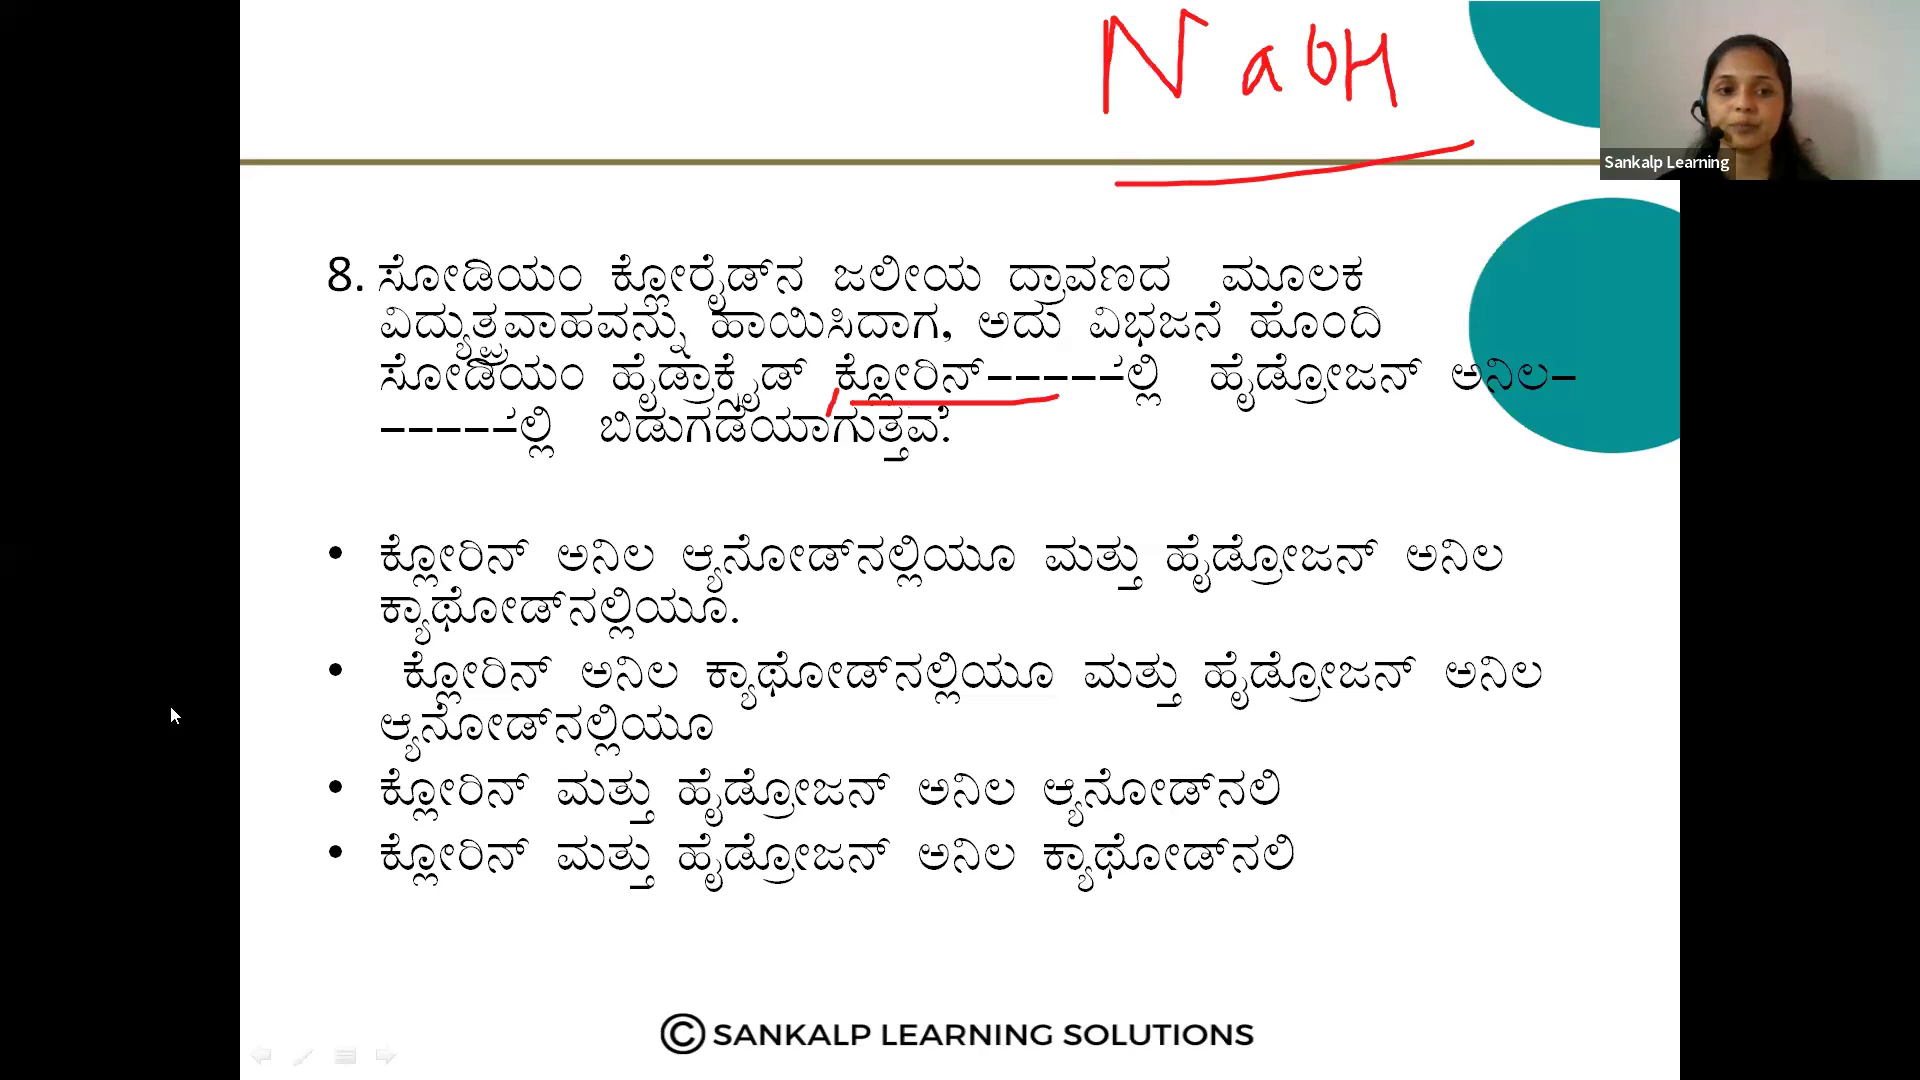 NaOH
Sankalp Learning
8. ಸೋಡಿಯಂ ಕ್ಲೋರೈಡ್‌ನ ಜಲೀಯ ದ್ರಾವಣದ ಮೂಲಕ
ವಿದ್ಯುತ್ಪ್ರವಾಹವನ್ನು ಹಾಯಿಸಿದಾಗ, ಅದು ವಿಭಜನೆ ಹೊಂದಿ
ಸೋಡಿಯಂ ಹೈಡ್ರಾಕ್ಸೈಡ್ ಕ್ಲೋರಿನ್-----ಲ್ಲಿ ಹೈಡ್ರೋಜನ್ ಅನಿಲ-
-----ಲ್ಲಿ ಬಿಡುಗಡೆಯಾಗುತ್ತವೆ.
• ಕ್ಲೋರಿನ್ ಅನಿಲ ಆ್ಯನೋಡ್‌ನಲ್ಲಿಯೂ ಮತ್ತು ಹೈಡ್ರೋಜನ್ ಅನಿಲ
ಕ್ಯಾಥೋಡ್‌ನಲ್ಲಿಯೂ.
• ಕ್ಲೋರಿನ್ ಅನಿಲ ಕ್ಯಾಥೋಡ್‌ನಲ್ಲಿಯೂ ಮತ್ತು ಹೈಡ್ರೋಜನ್ ಅನಿಲ
ಆ್ಯನೋಡ್‌ನಲ್ಲಿಯೂ
• ಕ್ಲೋರಿನ್ ಮತ್ತು ಹೈಡ್ರೋಜನ್ ಅನಿಲ ಆ್ಯನೋಡ್‌ನಲಿ
• ಕ್ಲೋರಿನ್ ಮತ್ತು ಹೈಡ್ರೋಜನ್ ಅನಿಲ ಕ್ಯಾಥೋಡ್‌ನಲಿ
© SANKALP LEARNING SOLUTIONS